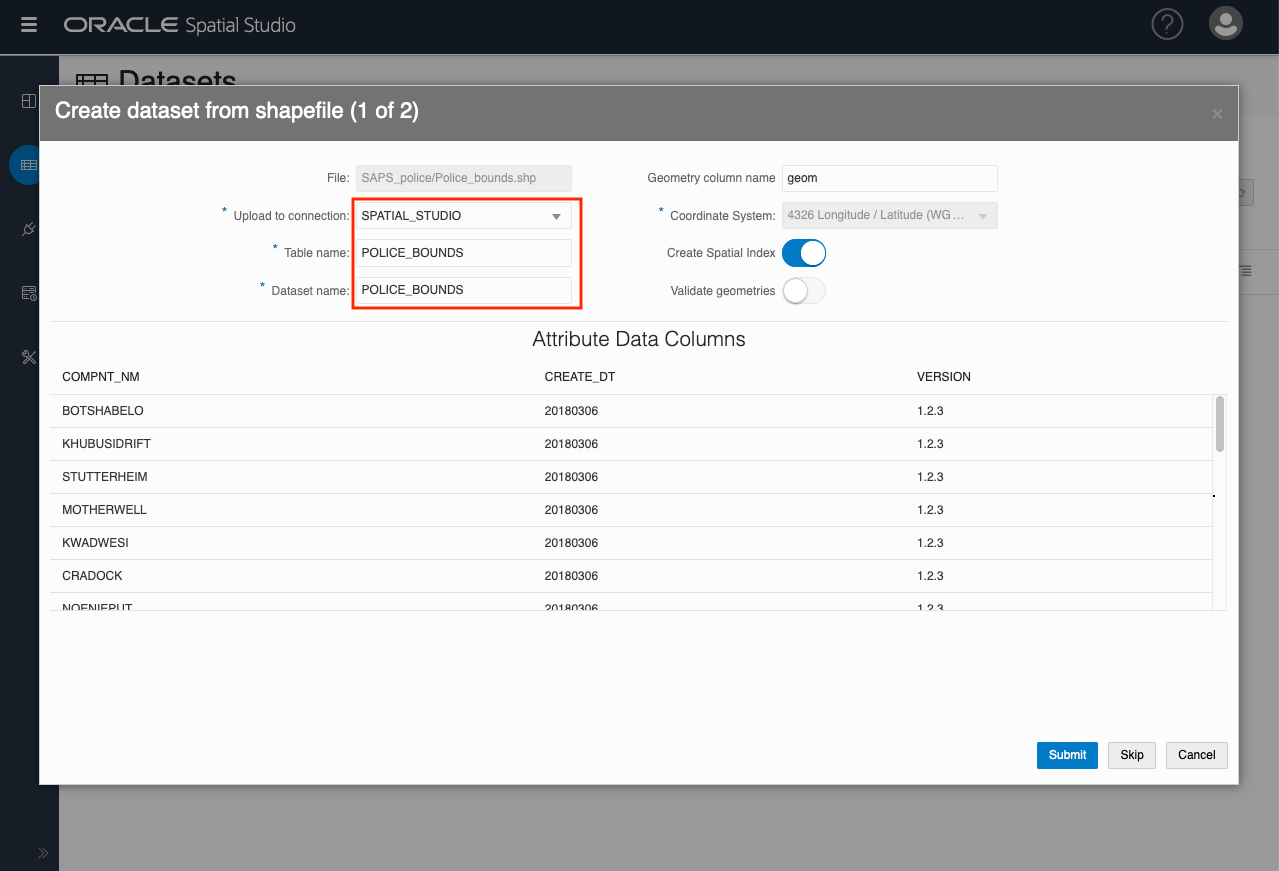 ORACLE Spatial Studio
Datasets
Create dataset from shapefile (1 of 2)
File: SAPS_police/Police_bounds.shp
Geometry column name geom
* Upload to connection: SPATIAL_STUDIO
* Coordinate System: 4326 Longitude / Latitude (WG...
* Table name: POLICE_BOUNDS
Create Spatial Index
* Dataset name: POLICE_BOUNDS
Validate geometries
Attribute Data Columns
COMPNT_NM CREATE_DT VERSION
BOTSHABELO 20180306 1.2.3
KHUBUSIDRIFT 20180306 1.2.3
STUTTERHEIM 20180306 1.2.3
MOTHERWELL 20180306 1.2.3
KWADWESI 20180306 1.2.3
CRADOCK 20180306 1.2.3
NOENIEPUT 20180306 1.2.3
Submit Skip Cancel